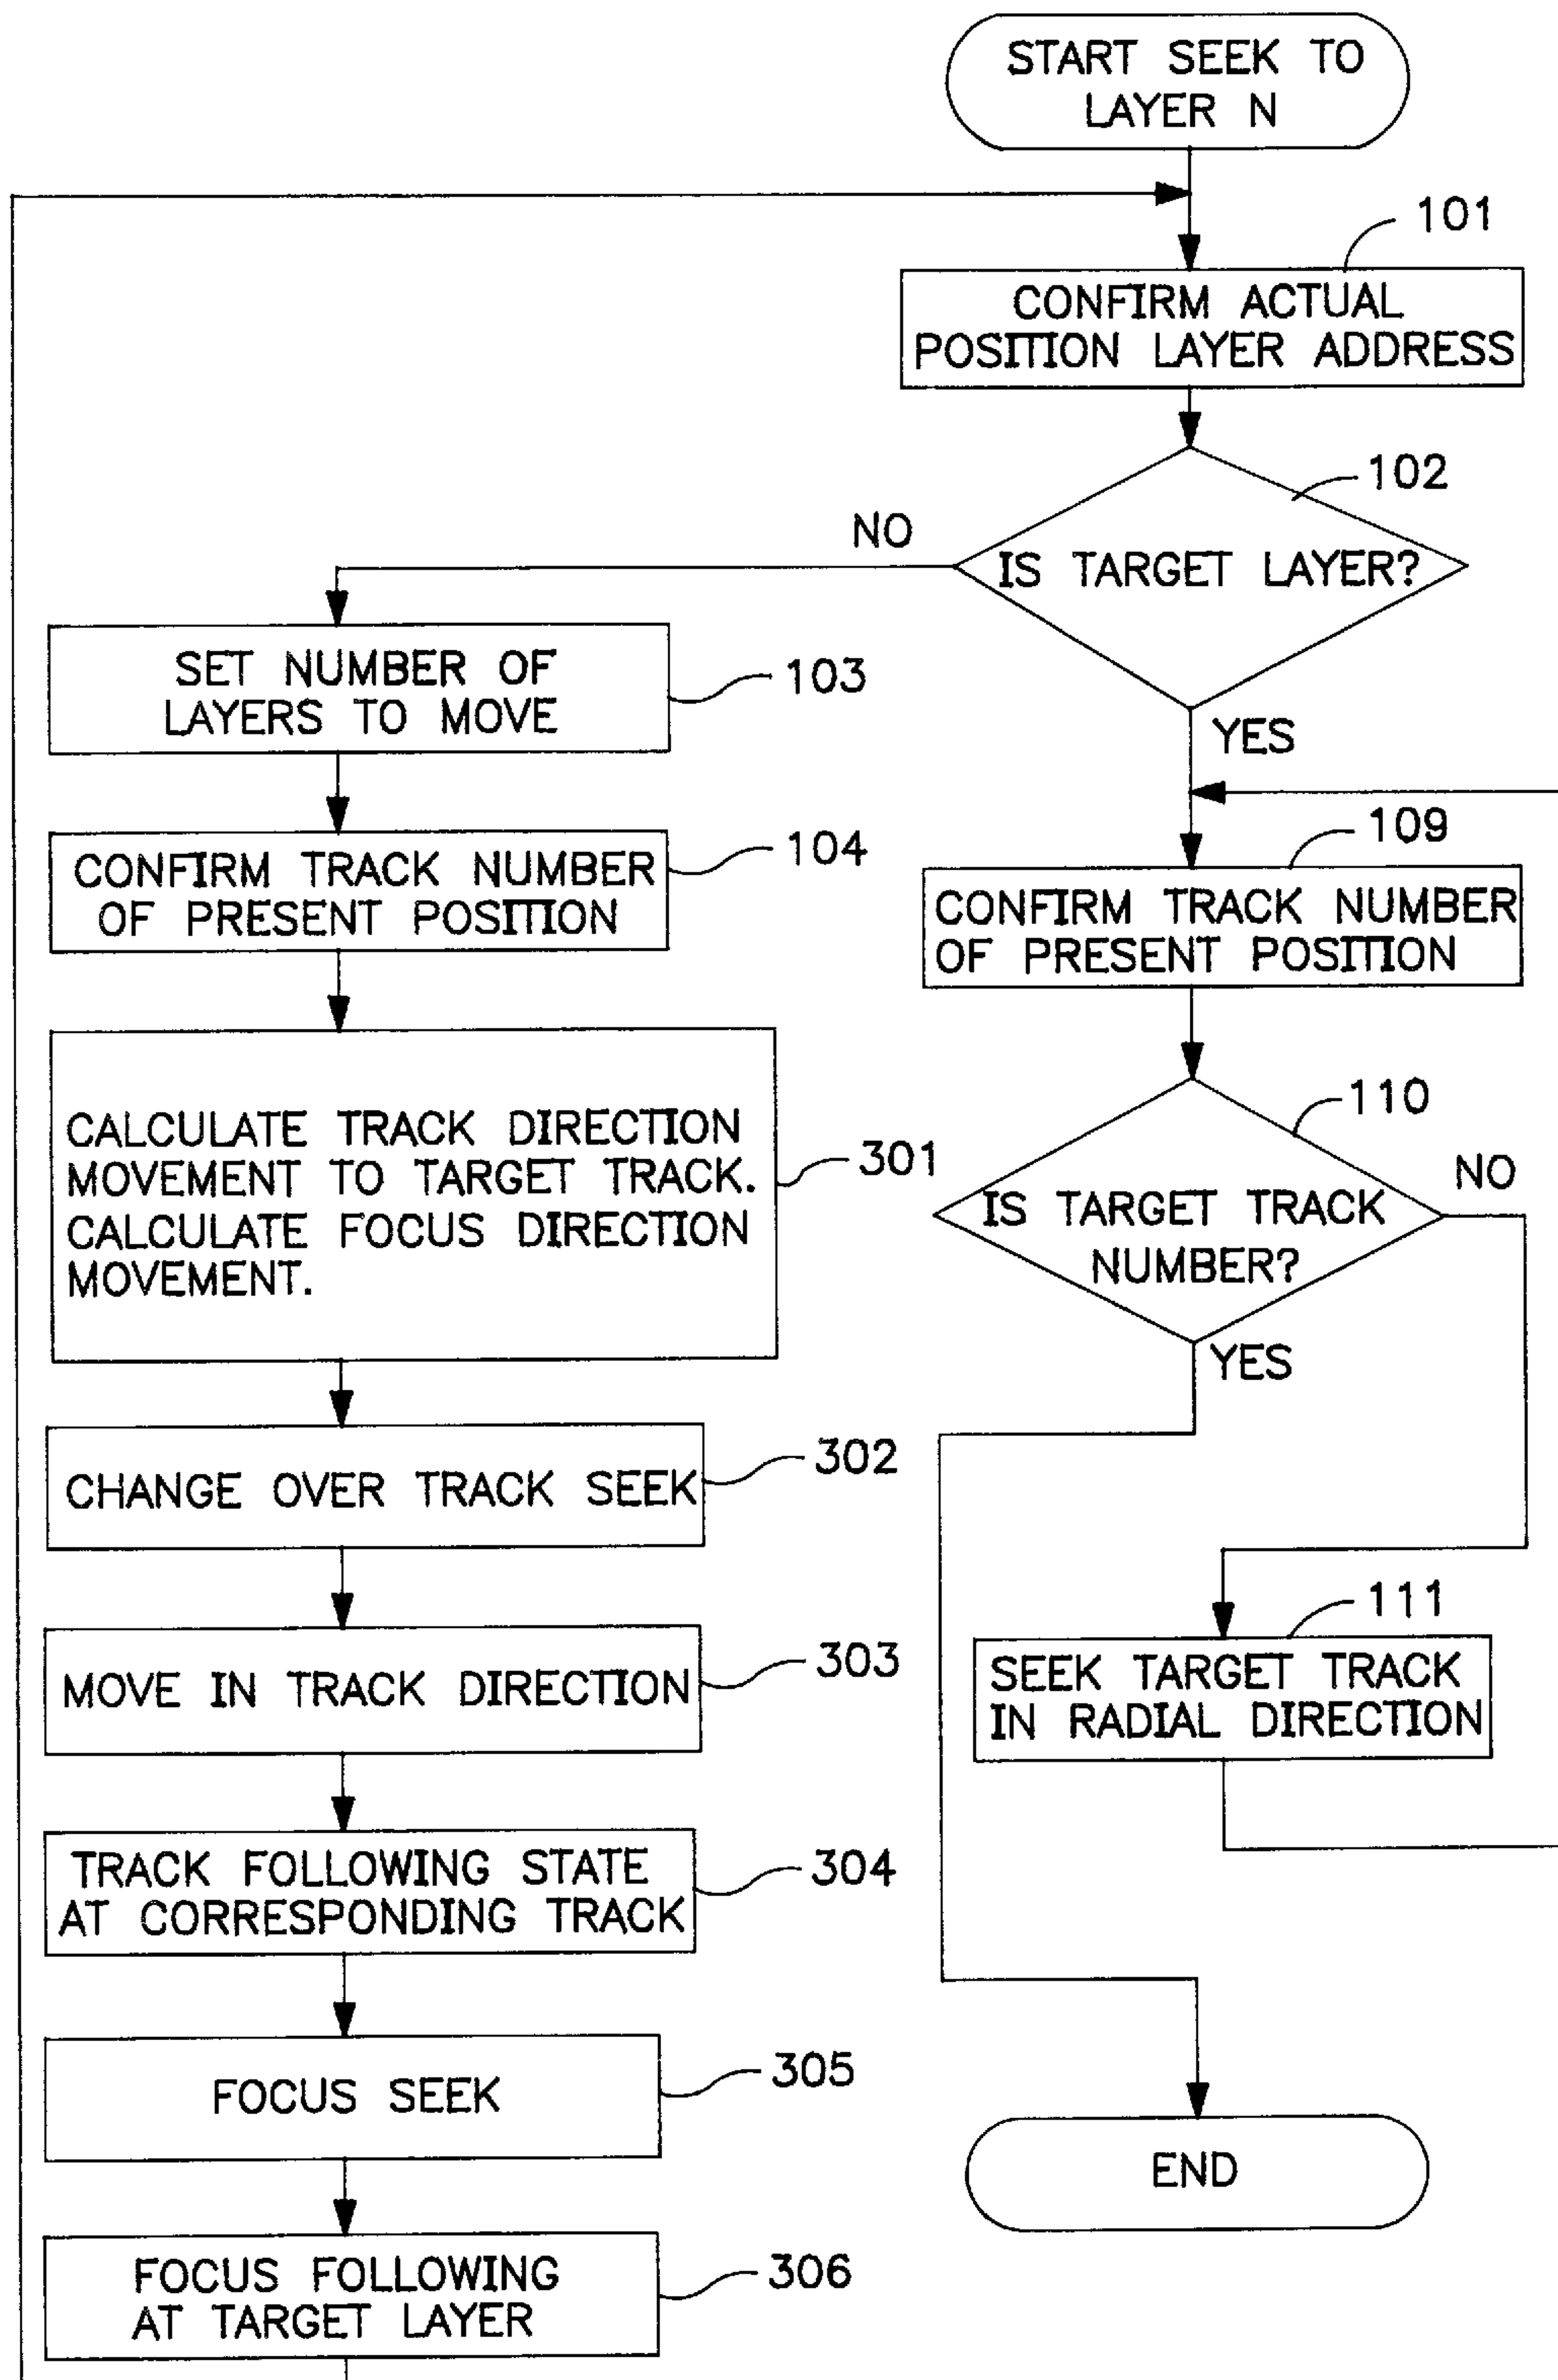 START SEEK TO
LAYER N
101
CONFIRM ACTUAL
POSITION LAYER ADDRESS
102
NO
IS TARGET LAYER?
YES
SET NUMBER OF
LAYERS TO MOVE
103
CONFIRM TRACK NUMBER
OF PRESENT POSITION
104
CALCULATE TRACK DIRECTION
MOVEMENT TO TARGET TRACK.
CALCULATE FOCUS DIRECTION
MOVEMENT.
301
CHANGE OVER TRACK SEEK
302
MOVE IN TRACK DIRECTION
303
TRACK FOLLOWING STATE
AT CORRESPONDING TRACK
304
FOCUS SEEK
305
FOCUS FOLLOWING
AT TARGET LAYER
306
109
CONFIRM TRACK NUMBER
OF PRESENT POSITION
110
NO
IS TARGET TRACK
NUMBER?
YES
111
SEEK TARGET TRACK
IN RADIAL DIRECTION
END